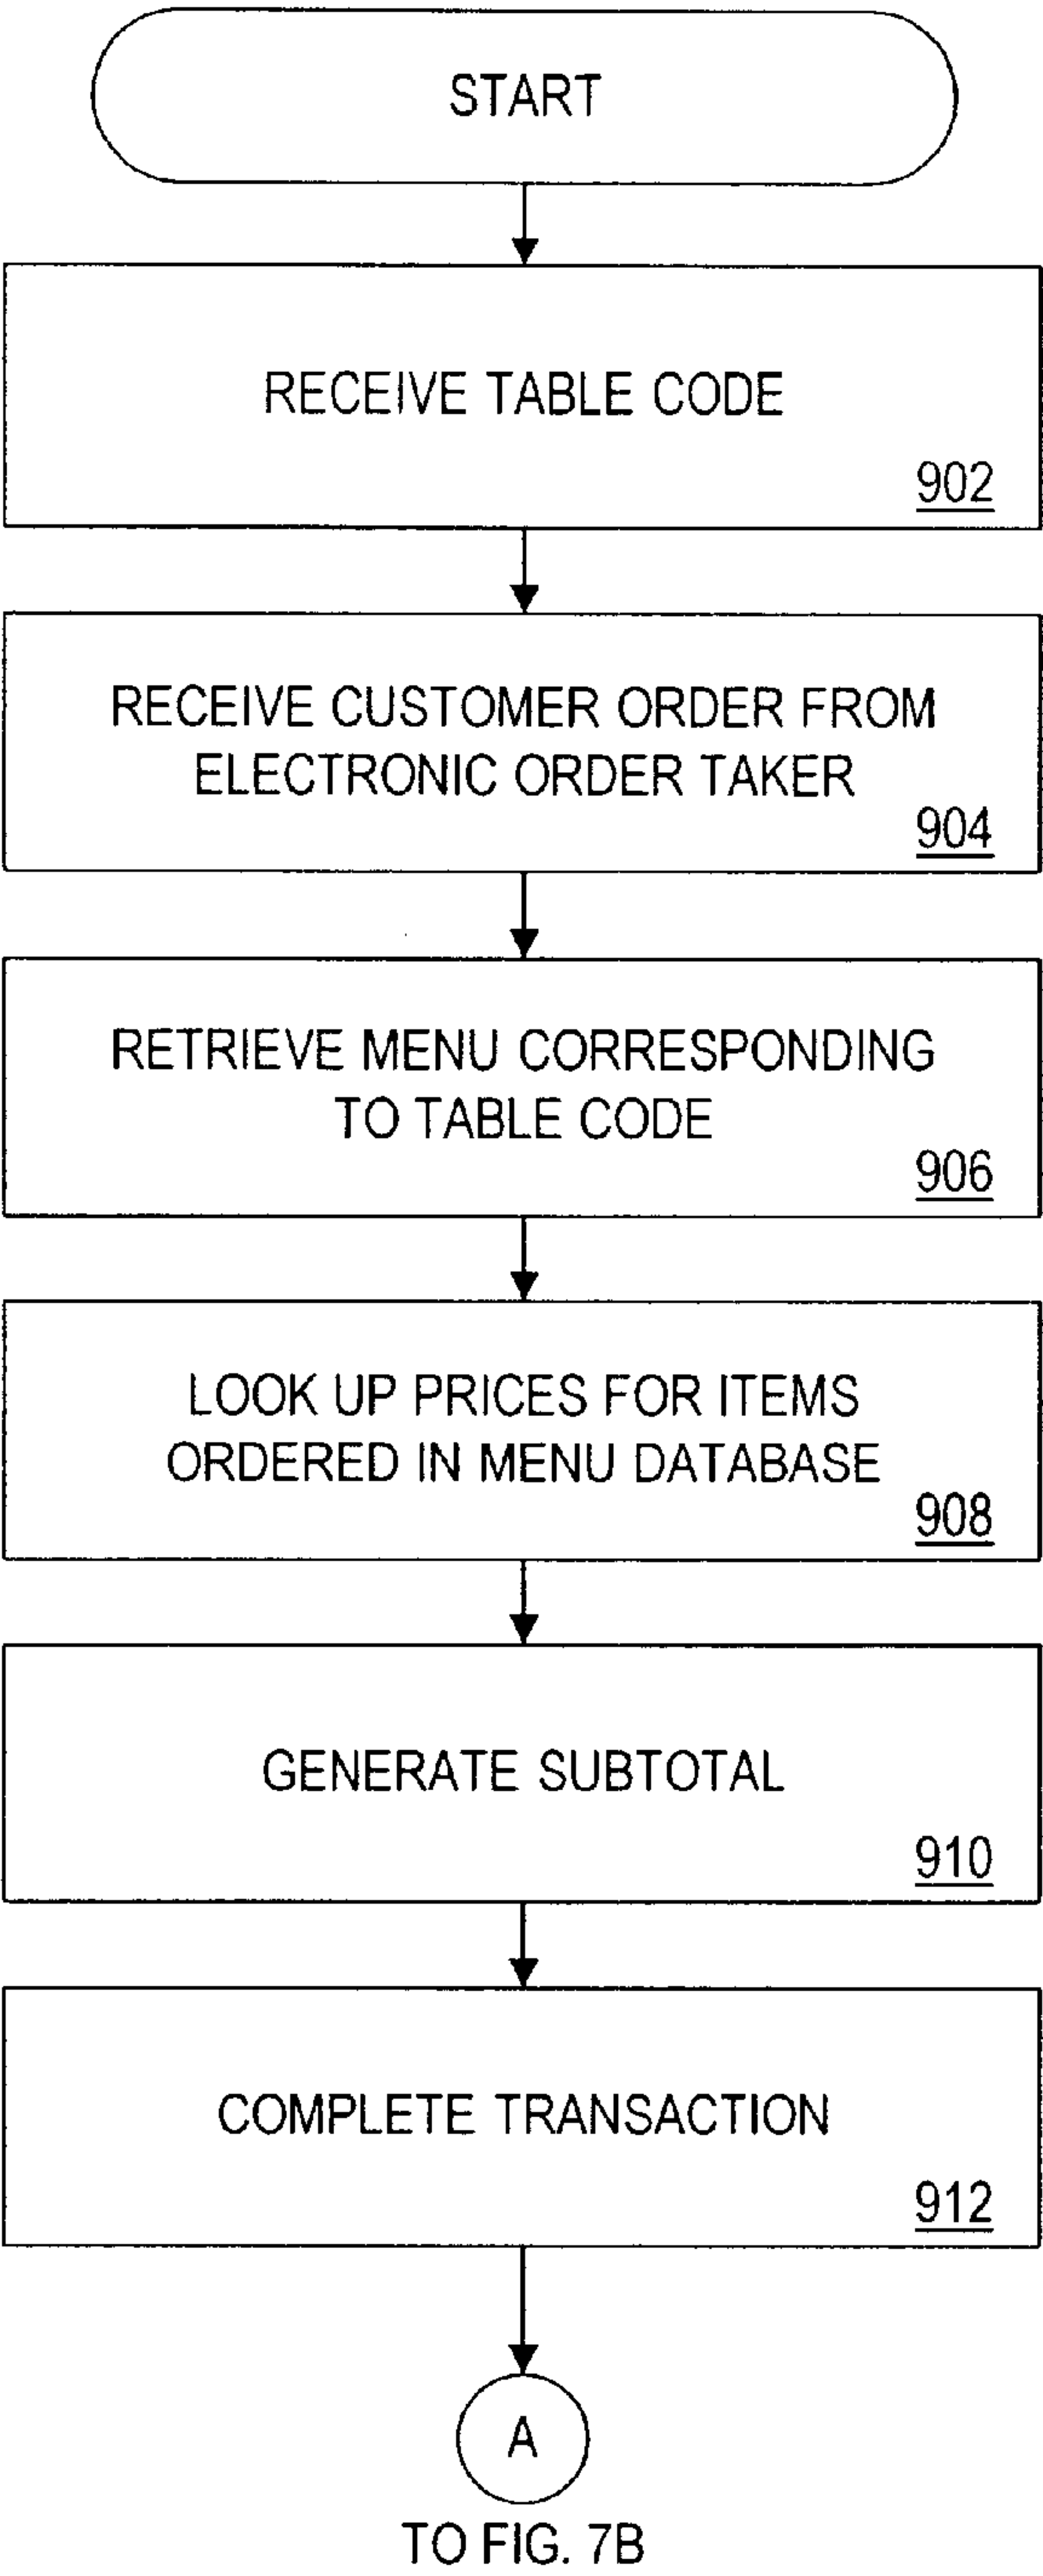 START
RECEIVE TABLE CODE
902
RECEIVE CUSTOMER ORDER FROM
ELECTRONIC ORDER TAKER
904
RETRIEVE MENU CORRESPONDING
TO TABLE CODE
906
LOOK UP PRICES FOR ITEMS
ORDERED IN MENU DATABASE
908
GENERATE SUBTOTAL
910
COMPLETE TRANSACTION
912
A
TO FIG. 7B